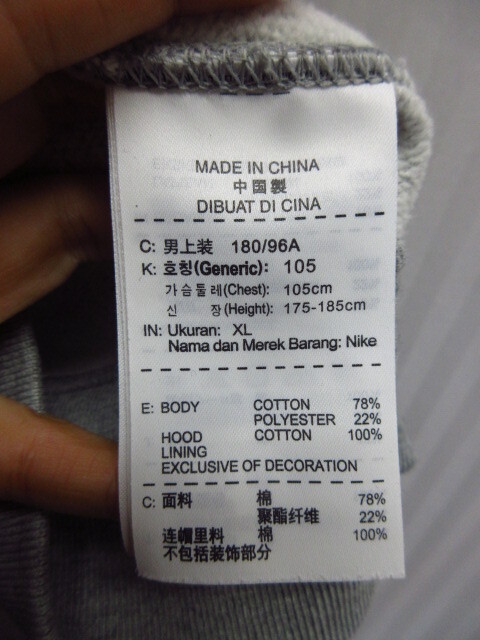 MADE IN CHINA
中国製
DIBUAT DI CINA
C: 男上装 180/96A
K: 호칭(Generic): 105
가슴둘레(Chest): 105cm
신 장(Height): 175-185cm
IN: Ukuran: XL
Nama dan Merek Barang: Nike
E: BODY COTTON 78%
POLYESTER 22%
HOOD COTTON 100%
LINING
EXCLUSIVE OF DECORATION
C: 面料 棉 78%
聚酯纤维 22%
连帽里料 棉 100%
不包括装饰部分